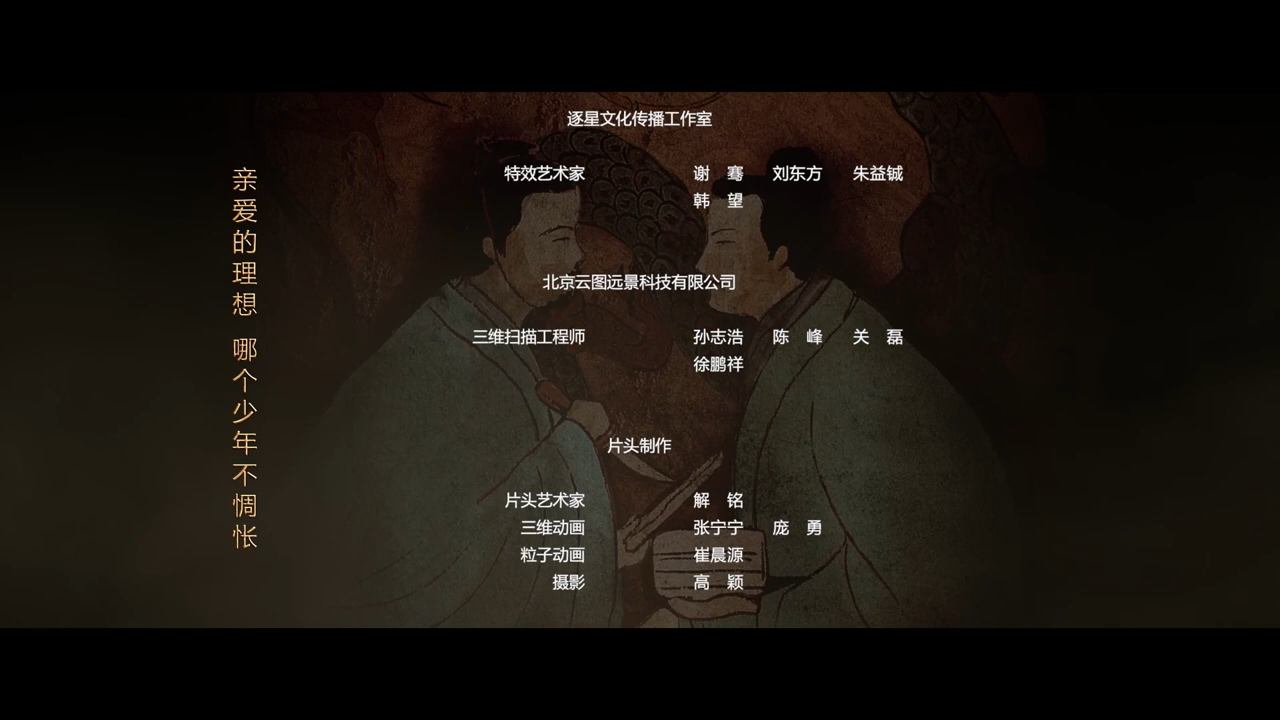 亲爱的理想 哪个少年不惆怅
逐星文化传播工作室
特效艺术家 谢 骞 刘东方 朱益铖
韩 望
北京云图远景科技有限公司
三维扫描工程师 孙志浩 陈 峰 关 磊
徐鹏祥
片头制作
片头艺术家 解 铭
三维动画 张宁宁 庞 勇
粒子动画 崔晨源
摄影 高 颖